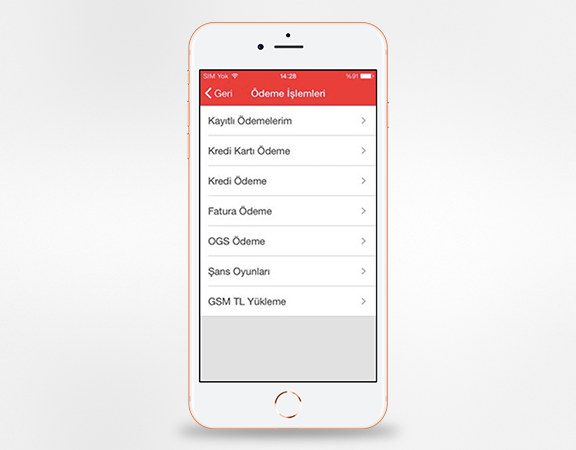 SIM Yok 14:28 %91
Geri Ödeme İşlemleri
Kayıtlı Ödemelerim
Kredi Kartı Ödeme
Kredi Ödeme
Fatura Ödeme
OGS Ödeme
Şans Oyunları
GSM TL Yükleme